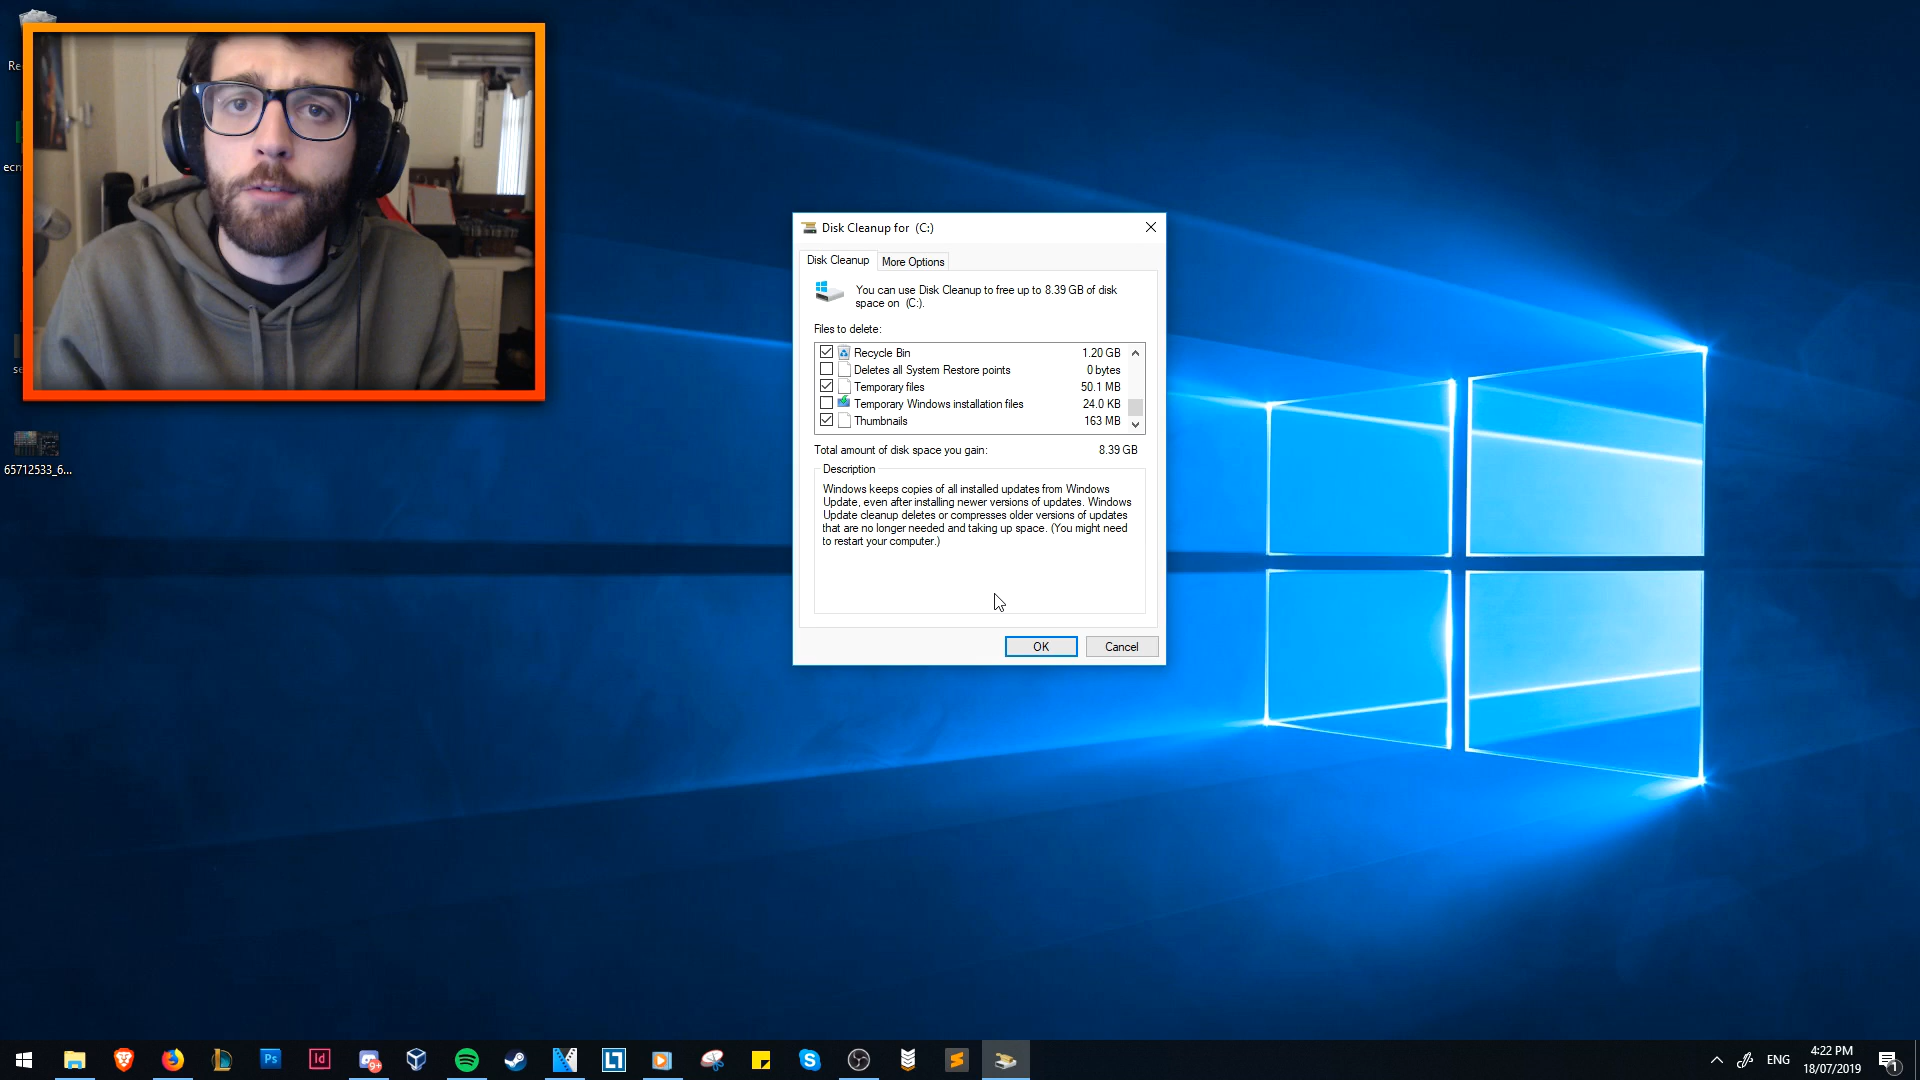 Disk Cleanup for (C:)
Disk Cleanup
More Options
You can use Disk Cleanup to free up to 8.39 GB of disk
space on (C:).
Files to delete:
Recycle Bin 1.20 GB
Deletes all System Restore points 0 bytes
Temporary files 50.1 MB
Temporary Windows installation files 24.0 KB
Thumbnails 163 MB
Total amount of disk space you gain: 8.39 GB
Description
Windows keeps copies of all installed updates from Windows
Update, even after installing newer versions of updates. Windows
Update cleanup deletes or compresses older versions of updates
that are no longer needed and taking up space. (You might need
to restart your computer.)
OK
Cancel
65712533_6...
Ps
Id
9+
ENG
4:22 PM
18/07/2019
1